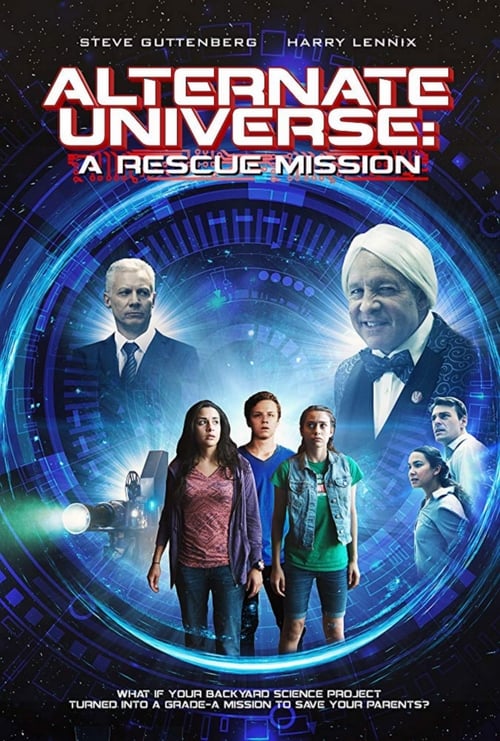 STEVE GUTTENBERG HARRY LENNIX
ALTERNATE
UNIVERSE:
A RESCUE MISSION
WHAT IF YOUR BACKYARD SCIENCE PROJECT
TURNED INTO A GRADE-A MISSION TO SAVE YOUR PARENTS?